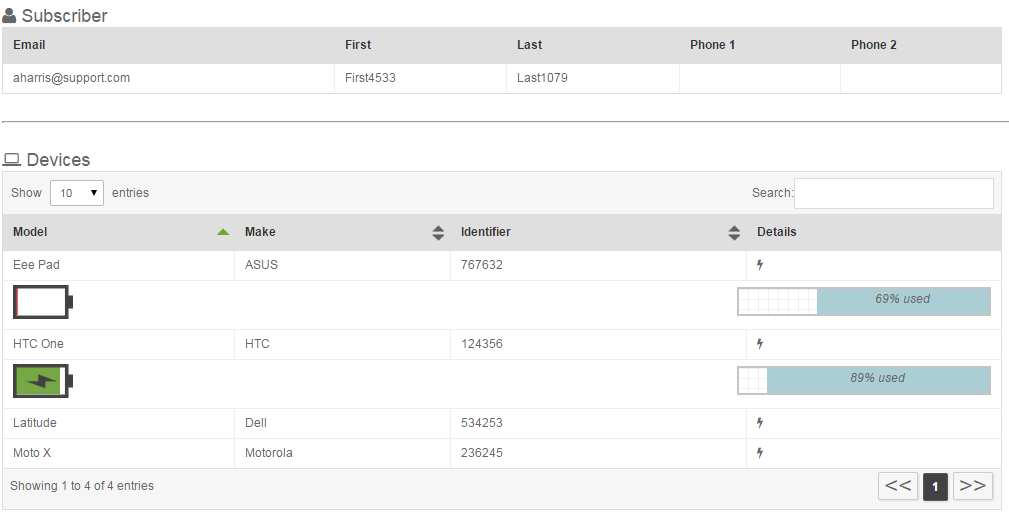 Subscriber
Email First Last Phone 1 Phone 2
aharris@support.com First4533 Last1079
Devices
Show 10 entries Search:
Model Make Identifier Details
Eee Pad ASUS 767632
69% used
HTC One HTC 124356
89% used
Latitude Dell 534253
Moto X Motorola 236245
Showing 1 to 4 of 4 entries << 1 >>